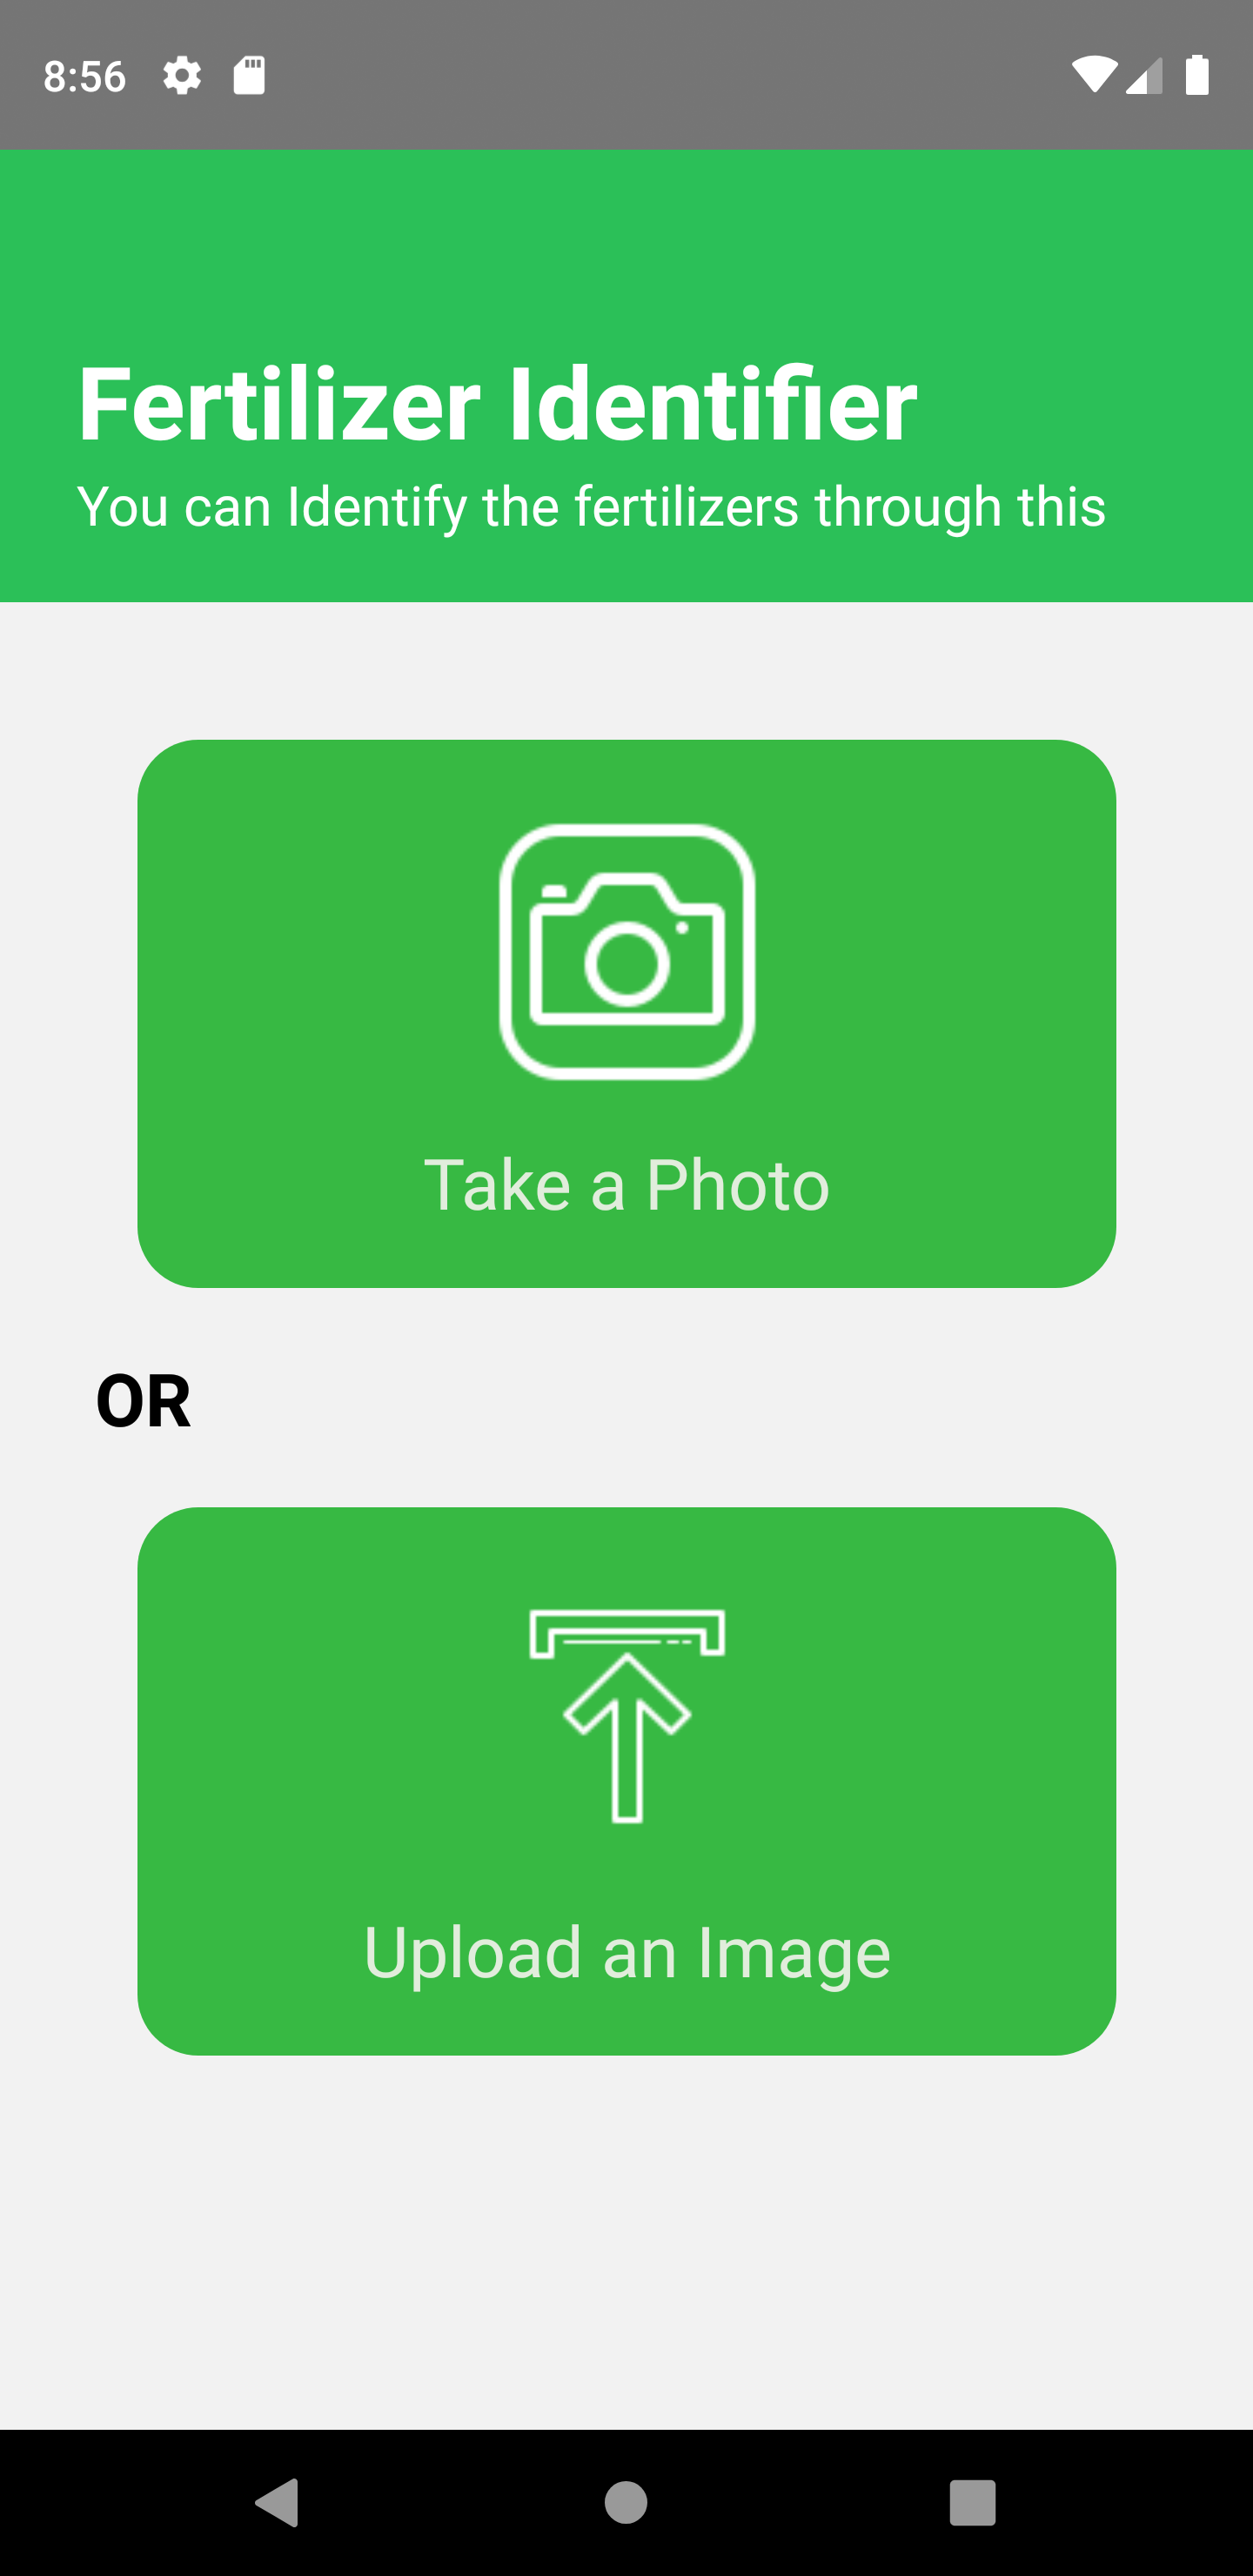 8:56
Fertilizer Identifier
You can Identify the fertilizers through this
Take a Photo
OR
Upload an Image